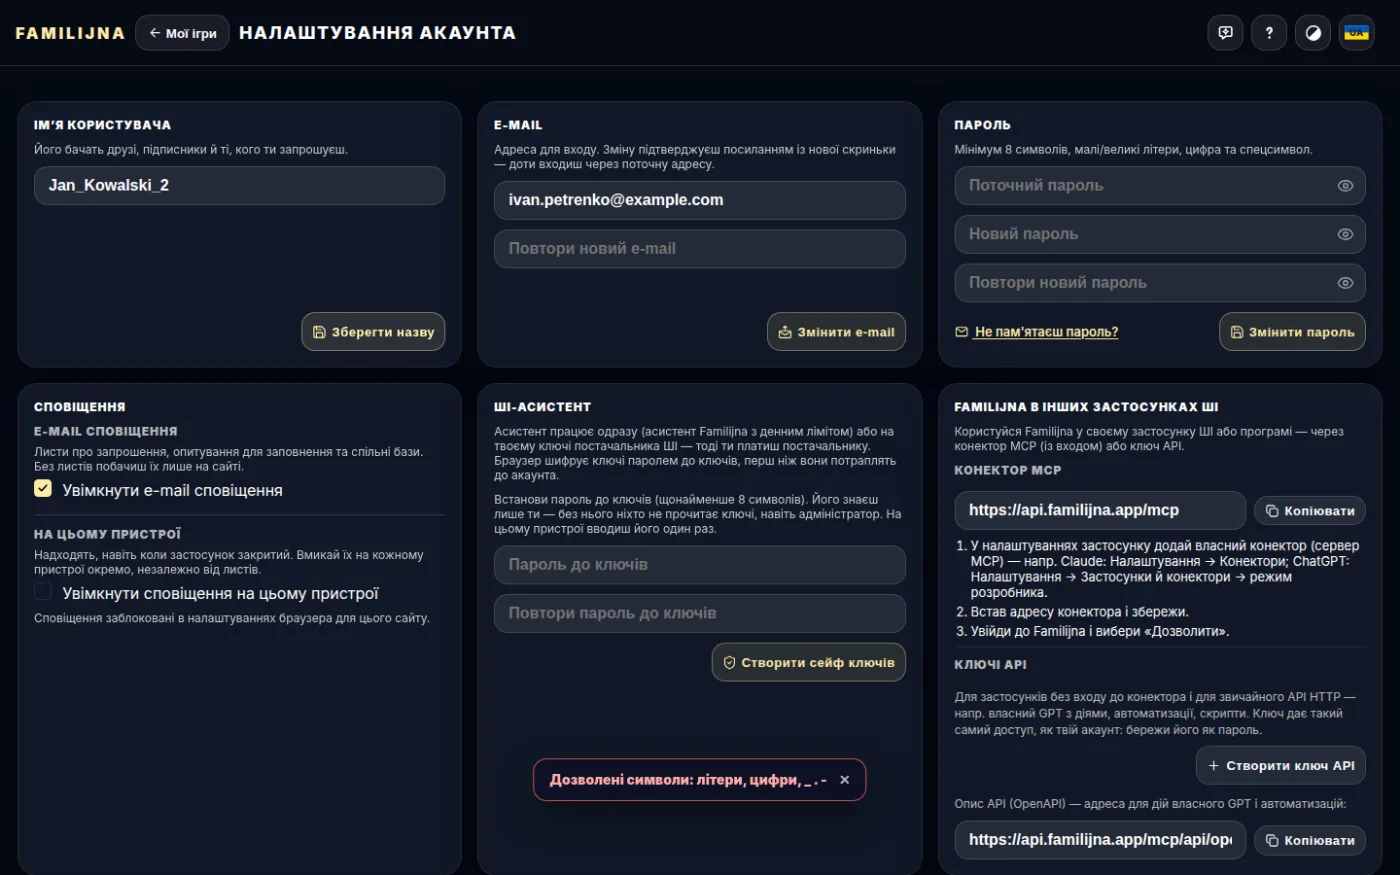 FAMILIJNA
← Мої ігри
НАЛАШТУВАННЯ АКАУНТА
?
UA
ІМ'Я КОРИСТУВАЧА
Його бачать друзі, підписники й ті, кого ти запрошуєш.
Jan_Kowalski_2
Зберегти назву
E-MAIL
Адреса для входу. Зміну підтверджуєш посиланням із нової скриньки
— доти входиш через поточну адресу.
ivan.petrenko@example.com
Повтори новий e-mail
Змінити e-mail
ПАРОЛЬ
Мінімум 8 символів, малі/великі літери, цифра та спецсимвол.
Поточний пароль
Новий пароль
Повтори новий пароль
Не пам'ятаєш пароль?
Змінити пароль
СПОВІЩЕННЯ
E-MAIL СПОВІЩЕННЯ
Листи про запрошення, опитування для заповнення та спільні бази.
Без листів побачиш їх лише на сайті.
Увімкнути e-mail сповіщення
НА ЦЬОМУ ПРИСТРОЇ
Надходять, навіть коли застосунок закритий. Вмикай їх на кожному
пристрої окремо, незалежно від листів.
Увімкнути сповіщення на цьому пристрої
Сповіщення заблоковані в налаштуваннях браузера для цього сайту.
ШІ-АСИСТЕНТ
Асистент працює одразу (асистент Familijna з денним лімітом) або на
твоєму ключі постачальника ШІ — тоді ти платиш постачальнику.
Браузер шифрує ключі паролем до ключів, перш ніж вони потраплять
до акаунта.
Встанови пароль до ключів (щонайменше 8 символів). Його знаєш
лише ти — без нього ніхто не прочитає ключі, навіть адміністратор. На
цьому пристрої вводиш його один раз.
Пароль до ключів
Повтори пароль до ключів
Створити сейф ключів
Дозволені символи: літери, цифри, _ . - ×
FAMILIJNA В ІНШИХ ЗАСТОСУНКАХ ШІ
Користуйся Familijna у своєму застосунку ШІ або програмі — через
конектор MCP (із входом) або ключ API.
КОНЕКТОР MCP
https://api.familijna.app/mcp
Копіювати
1. У налаштуваннях застосунку додай власний конектор (сервер
MCP) — напр. Claude: Налаштування → Конектори; ChatGPT:
Налаштування → Застосунки й конектори → режим
розробника.
2. Встав адресу конектора і збережи.
3. Увійди до Familijna і вибери «Дозволити».
КЛЮЧІ API
Для застосунків без входу до конектора і для звичайного API HTTP —
напр. власний GPT з діями, автоматизації, скрипти. Ключ дає такий
самий доступ, як твій акаунт: бережи його як пароль.
+ Створити ключ API
Опис API (OpenAPI) — адреса для дій власного GPT і автоматизацій:
https://api.familijna.app/mcp/api/ope
Копіювати